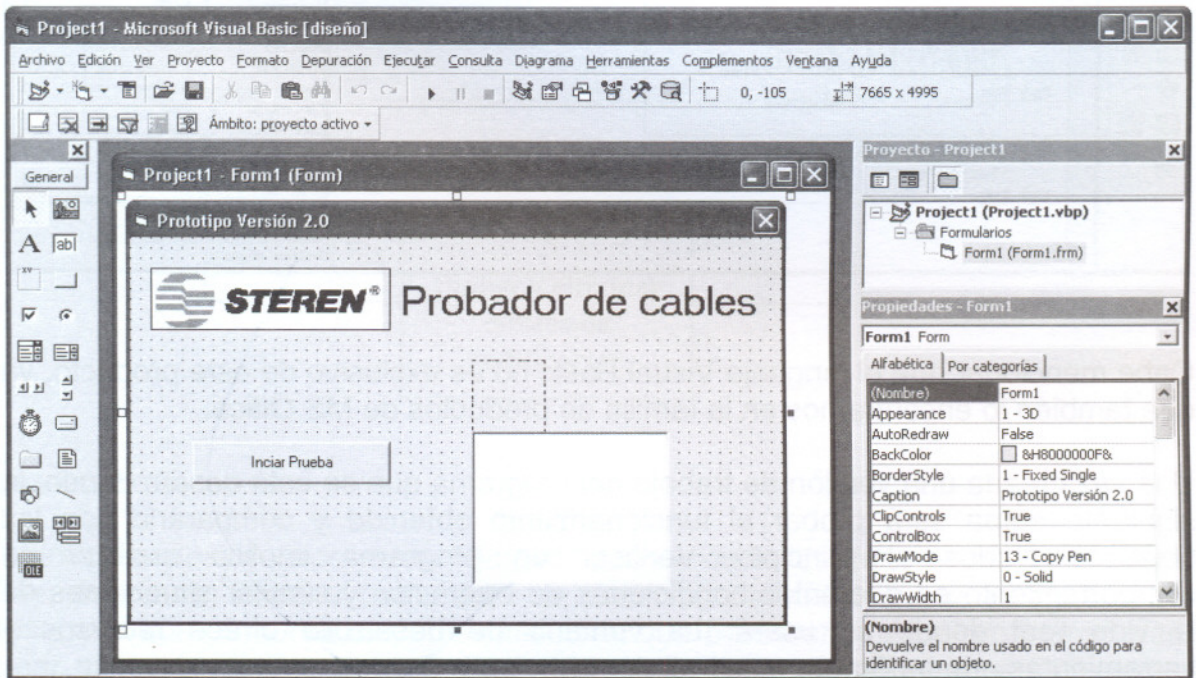 Project1 - Microsoft Visual Basic [diseño]
Archivo Edición Ver Proyecto Formato Depuración Ejecutar Consulta Diagrama Herramientas Complementos Ventana Ayuda
0, -105
7665 x 4995
Ámbito: proyecto activo
General
A
ab|
XY
OLE
Project1 - Form1 (Form)
Prototipo Versión 2.0
STEREN®
Probador de cables
Inciar Prueba
Proyecto - Project1
Project1 (Project1.vbp)
Formularios
Form1 (Form1.frm)
Propiedades - Form1
Form1 Form
Alfabética Por categorías
(Nombre) Form1
Appearance 1 - 3D
AutoRedraw False
BackColor &H8000000F&
BorderStyle 1 - Fixed Single
Caption Prototipo Versión 2.0
ClipControls True
ControlBox True
DrawMode 13 - Copy Pen
DrawStyle 0 - Solid
DrawWidth 1
(Nombre)
Devuelve el nombre usado en el código para
identificar un objeto.